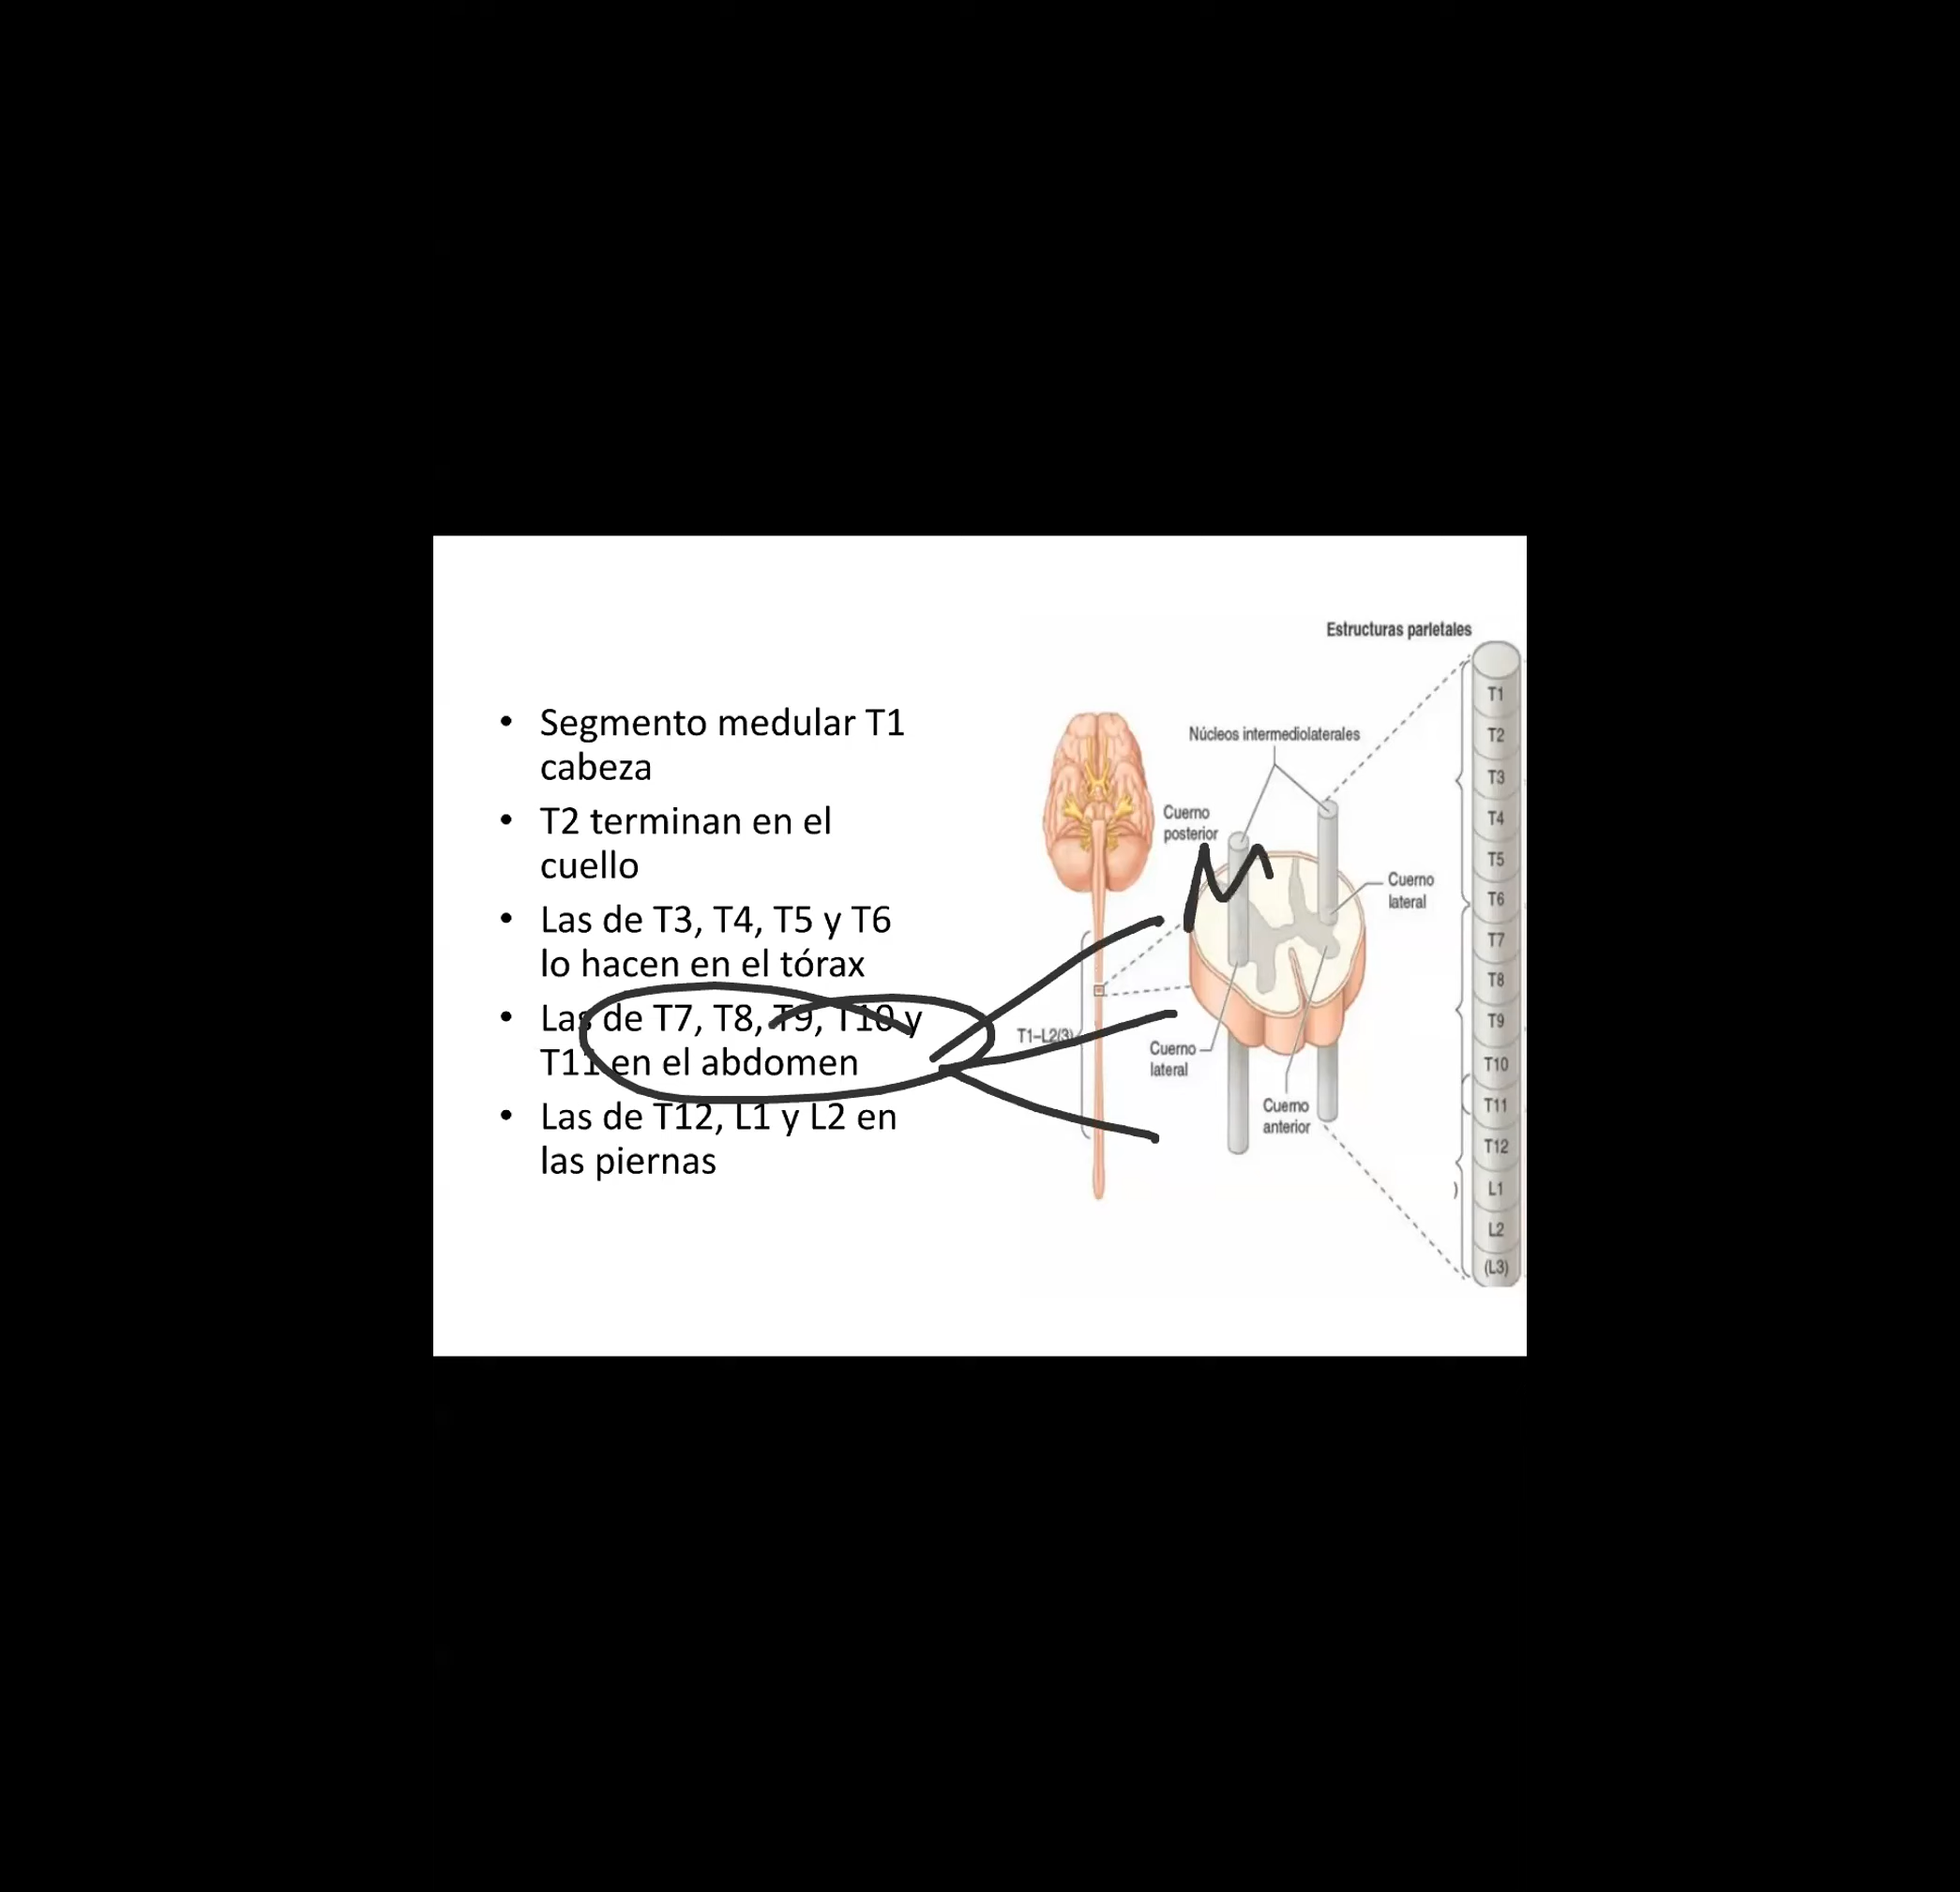 • Segmento medular T1
cabeza
• T2 terminan en el
cuello
• Las de T3, T4, T5 y T6
lo hacen en el tórax
• Las de T7, T8, T9, T10 y
T11 en el abdomen
• Las de T12, L1 y L2 en
las piernas
Estructuras parietales
Núcleos intermediolaterales
Cuerno
posterior
Cuerno
lateral
T1–L2(3)
Cuerno
lateral
Cuerno
anterior
T1
T2
T3
T4
T5
T6
T7
T8
T9
T10
T11
T12
L1
L2
(L3)